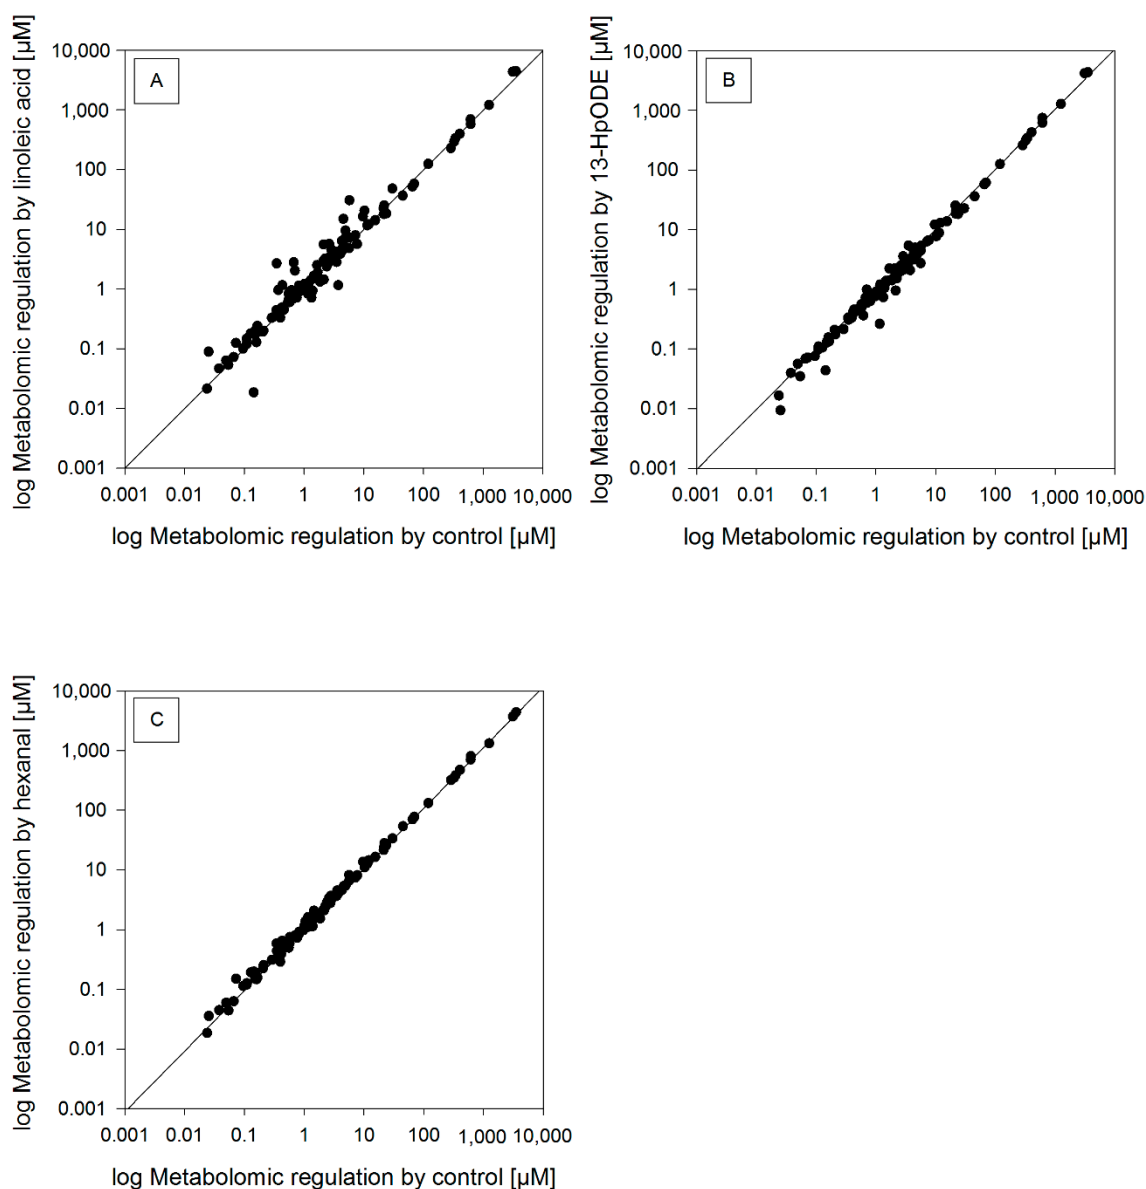 log Metabolomic regulation by linoleic acid [µM]
10,000
1,000
100
10
1
0.1
0.01
0.001
A
0.001 0.01 0.1 1 10 100 1,000 10,000
log Metabolomic regulation by control [µM]
log Metabolomic regulation by 13-HpODE [µM]
10,000
1,000
100
10
1
0.1
0.01
0.001
B
0.001 0.01 0.1 1 10 100 1,000 10,000
log Metabolomic regulation by control [µM]
log Metabolomic regulation by hexanal [µM]
10,000
1,000
100
10
1
0.1
0.01
0.001
C
0.001 0.01 0.1 1 10 100 1,000 10,000
log Metabolomic regulation by control [µM]